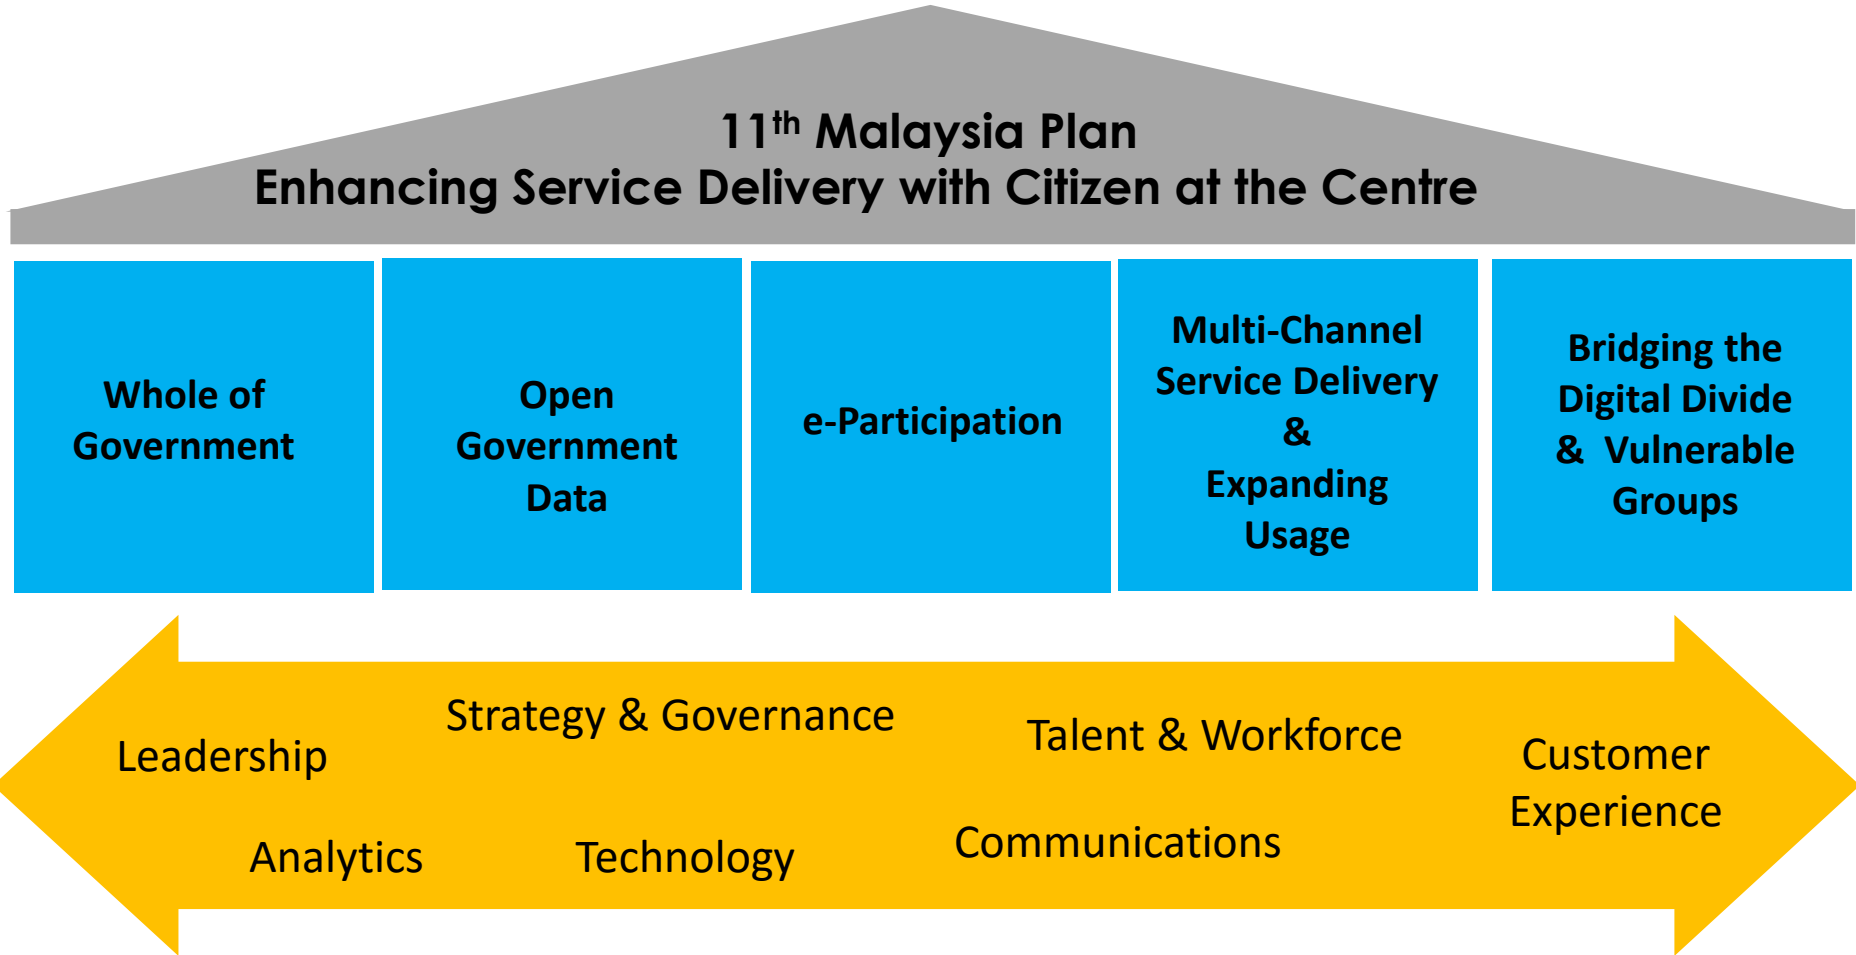 11th Malaysia Plan
Enhancing Service Delivery with Citizen at the Centre
Whole of
Government
Open
Government
Data
e-Participation
Multi-Channel
Service Delivery
&
Expanding
Usage
Bridging the
Digital Divide
& Vulnerable
Groups
Leadership
Strategy & Governance
Talent & Workforce
Customer
Experience
Analytics
Technology
Communications